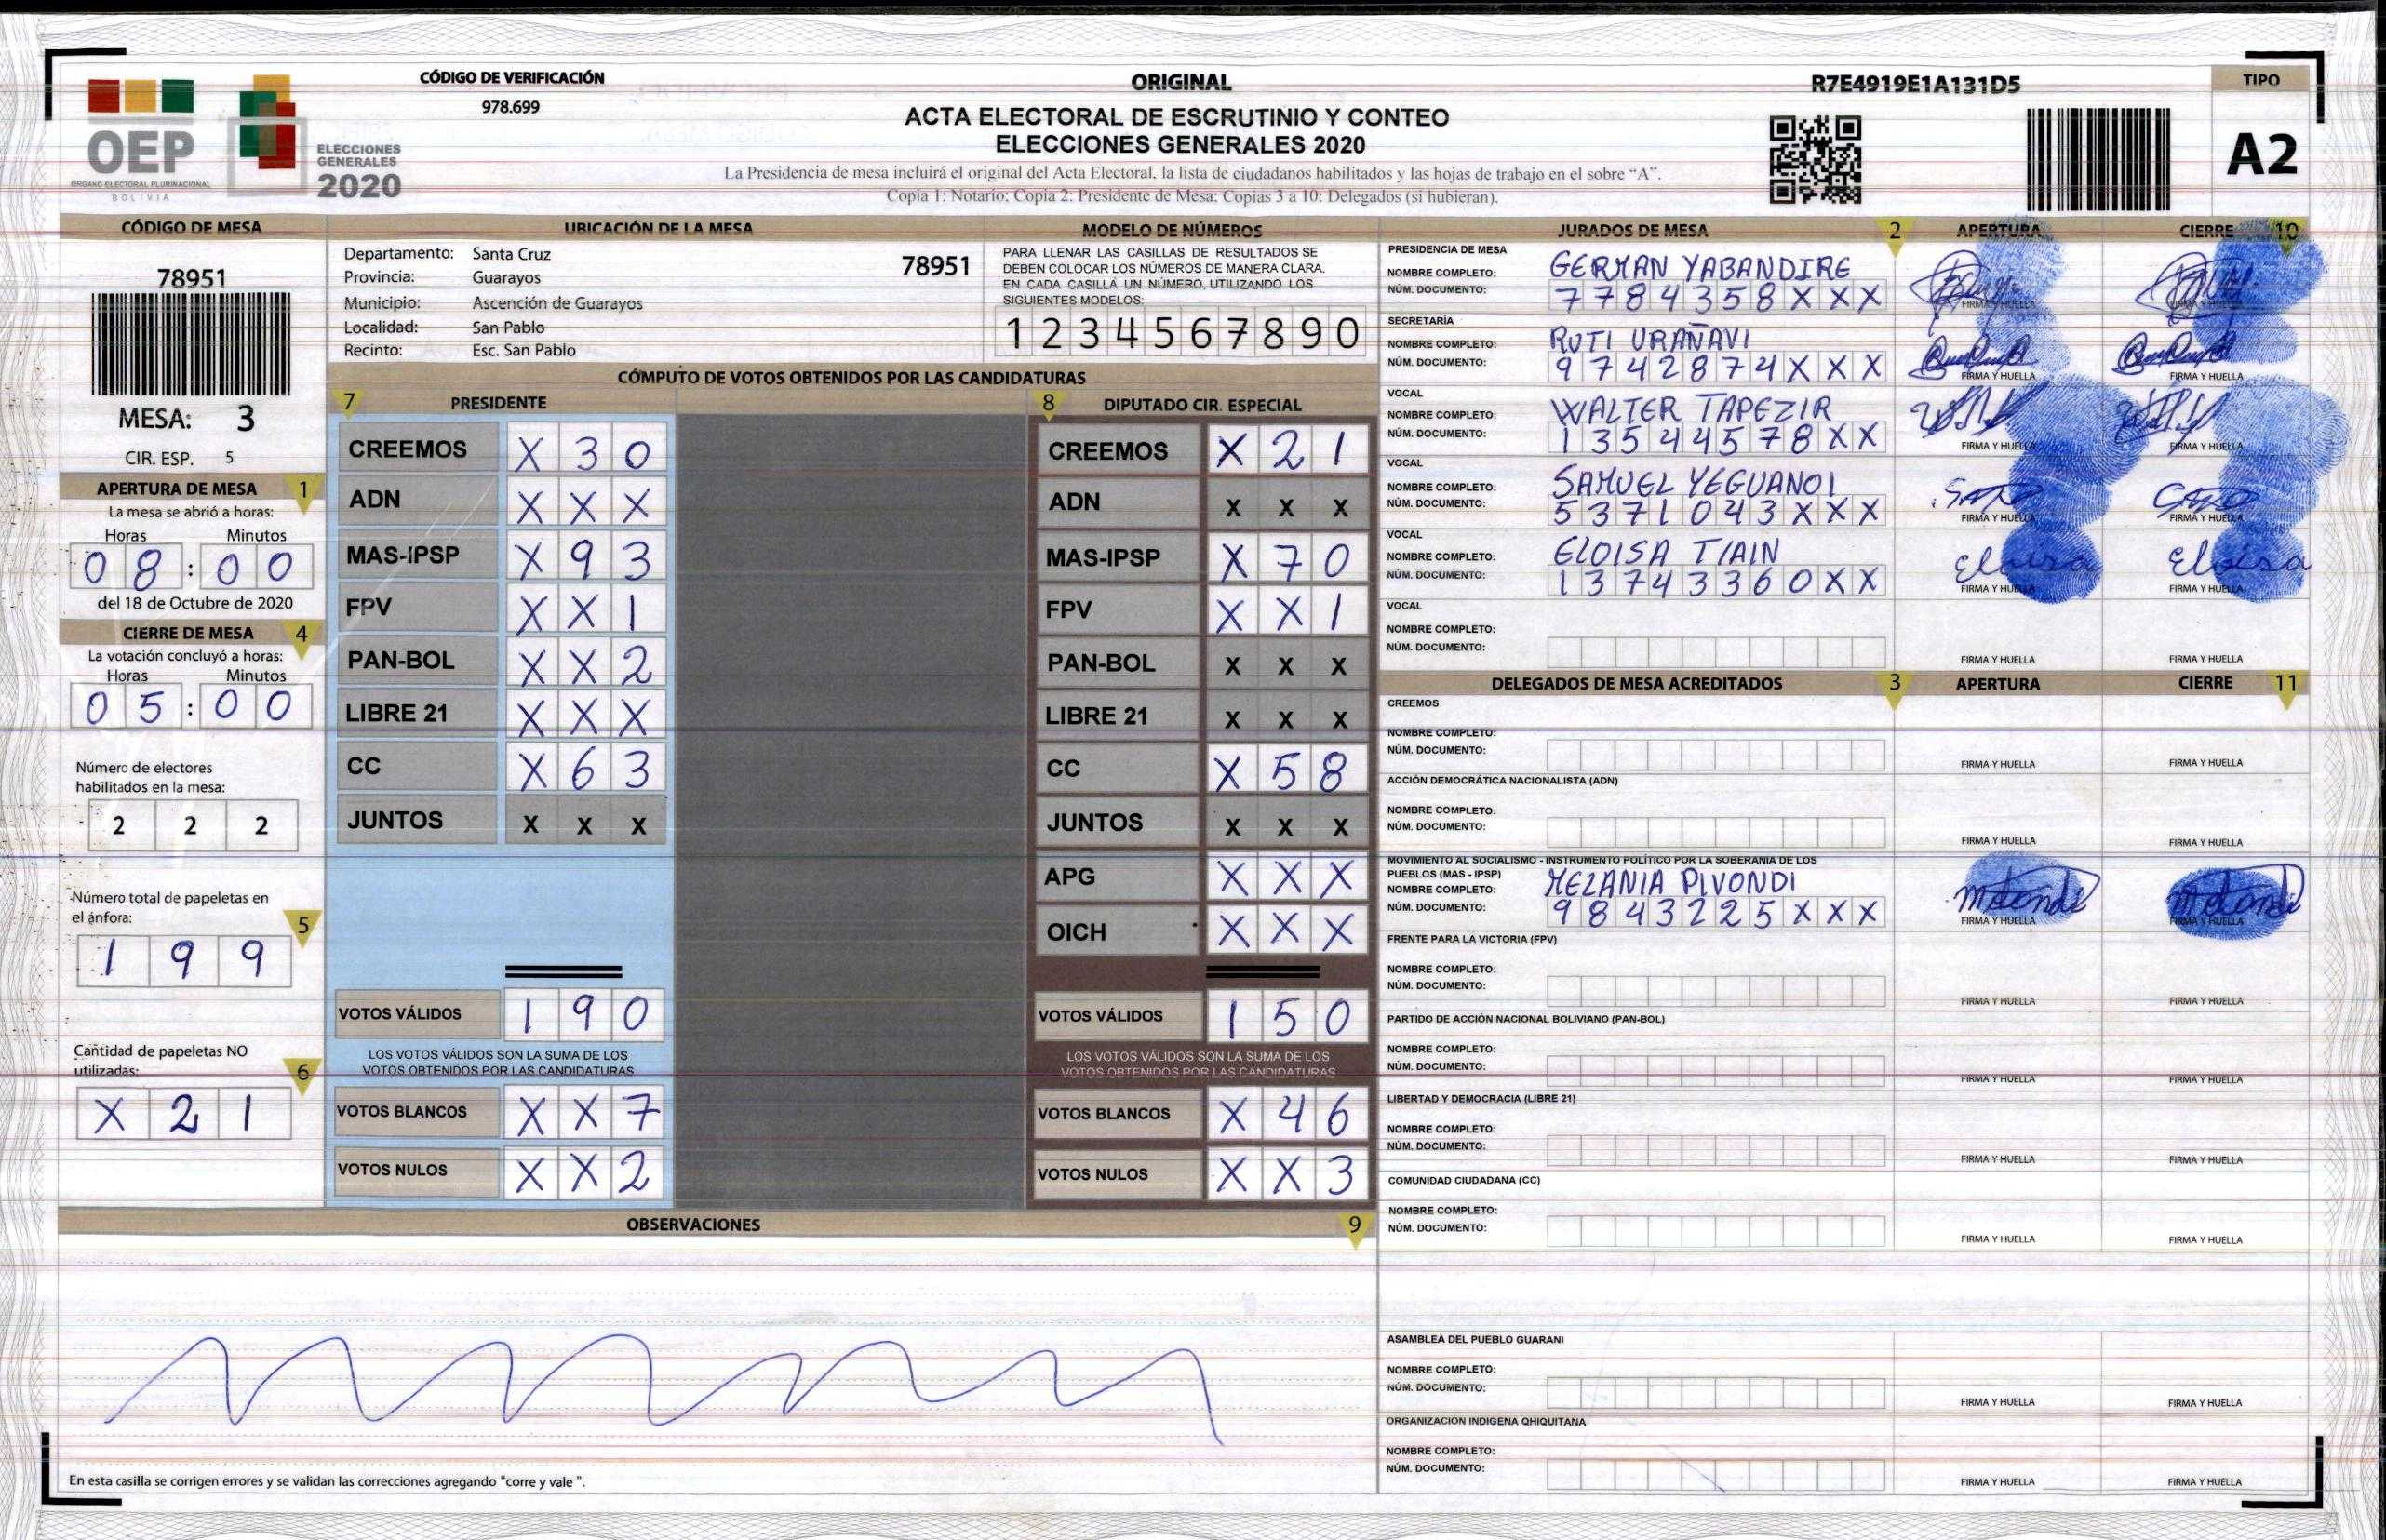 CÓDIGO DE VERIFICACIÓN
978.699
OEP
ÓRGANO ELECTORAL PLURINACIONAL
BOLIVIA
ELECCIONES
GENERALES
2020
ORIGINAL
ACTA ELECTORAL DE ESCRUTINIO Y CONTEO
ELECCIONES GENERALES 2020
La Presidencia de mesa incluirá el original del Acta Electoral, la lista de ciudadanos habilitados y las hojas de trabajo en el sobre “A”.
Copia 1: Notario; Copia 2: Presidente de Mesa; Copias 3 a 10: Delegados (si hubieran).
R7E4919E1A131D5
TIPO
A2
CÓDIGO DE MESA
78951
MESA: 3
CIR. ESP. 5
APERTURA DE MESA 1
La mesa se abrió a horas:
Horas Minutos
08:00
del 18 de Octubre de 2020
CIERRE DE MESA 4
La votación concluyó a horas:
Horas Minutos
05:00
Número de electores
habilitados en la mesa:
2 2 2
Número total de papeletas en
el ánfora: 5
1 9 9
Cantidad de papeletas NO
utilizadas: 6
X 2 1
UBICACIÓN DE LA MESA
Departamento: Santa Cruz
Provincia: Guarayos
Municipio: Ascención de Guarayos
Localidad: San Pablo
Recinto: Esc. San Pablo
78951
MODELO DE NÚMEROS
PARA LLENAR LAS CASILLAS DE RESULTADOS SE
DEBEN COLOCAR LOS NÚMEROS DE MANERA CLARA.
EN CADA CASILLA UN NÚMERO, UTILIZANDO LOS
SIGUIENTES MODELOS:
1 2 3 4 5 6 7 8 9 0
CÓMPUTO DE VOTOS OBTENIDOS POR LAS CANDIDATURAS
7 PRESIDENTE
CREEMOS X 3 0
ADN X X X
MAS-IPSP X 9 3
FPV X X 1
PAN-BOL X X 2
LIBRE 21 X X X
CC X 6 3
JUNTOS X X X
VOTOS VÁLIDOS 1 9 0
LOS VOTOS VÁLIDOS SON LA SUMA DE LOS
VOTOS OBTENIDOS POR LAS CANDIDATURAS
VOTOS BLANCOS X X 7
VOTOS NULOS X X 2
8 DIPUTADO CIR. ESPECIAL
CREEMOS X 2 1
ADN X X X
MAS-IPSP X 7 0
FPV X X 1
PAN-BOL X X X
LIBRE 21 X X X
CC X 5 8
JUNTOS X X X
APG X X X
OICH X X X
VOTOS VÁLIDOS 1 5 0
LOS VOTOS VÁLIDOS SON LA SUMA DE LOS
VOTOS OBTENIDOS POR LAS CANDIDATURAS
VOTOS BLANCOS X 4 6
VOTOS NULOS X X 3
OBSERVACIONES 9
En esta casilla se corrigen errores y se validan las correcciones agregando "corre y vale ".
JURADOS DE MESA 2 APERTURA CIERRE 10
PRESIDENCIA DE MESA
NOMBRE COMPLETO: GERMAN YABANDIRE
NÚM. DOCUMENTO: 7784358XXX
FIRMA Y HUELLA FIRMA Y HUELLA
SECRETARÍA
NOMBRE COMPLETO: RUTI URAÑAVI
NÚM. DOCUMENTO: 9742874XXX
FIRMA Y HUELLA FIRMA Y HUELLA
VOCAL
NOMBRE COMPLETO: WALTER TAPEZIR
NÚM. DOCUMENTO: 13544578XX
FIRMA Y HUELLA FIRMA Y HUELLA
VOCAL
NOMBRE COMPLETO: SAMUEL YEGUANOI
NÚM. DOCUMENTO: 5371043XXX
FIRMA Y HUELLA FIRMA Y HUELLA
VOCAL
NOMBRE COMPLETO: ELOISA TIAIN Eloisa Eloisa
NÚM. DOCUMENTO: 13743360XX
FIRMA Y HUELLA FIRMA Y HUELLA
VOCAL
NOMBRE COMPLETO:
NÚM. DOCUMENTO:
FIRMA Y HUELLA FIRMA Y HUELLA
DELEGADOS DE MESA ACREDITADOS 3 APERTURA CIERRE 11
CREEMOS
NOMBRE COMPLETO:
NÚM. DOCUMENTO:
FIRMA Y HUELLA FIRMA Y HUELLA
ACCIÓN DEMOCRÁTICA NACIONALISTA (ADN)
NOMBRE COMPLETO:
NÚM. DOCUMENTO:
FIRMA Y HUELLA FIRMA Y HUELLA
MOVIMIENTO AL SOCIALISMO - INSTRUMENTO POLÍTICO POR LA SOBERANÍA DE LOS
PUEBLOS (MAS - IPSP)
NOMBRE COMPLETO: MELANIA PIVONDI
NÚM. DOCUMENTO: 9843225XXX
FIRMA Y HUELLA FIRMA Y HUELLA
FRENTE PARA LA VICTORIA (FPV)
NOMBRE COMPLETO:
NÚM. DOCUMENTO:
FIRMA Y HUELLA FIRMA Y HUELLA
PARTIDO DE ACCIÓN NACIONAL BOLIVIANO (PAN-BOL)
NOMBRE COMPLETO:
NÚM. DOCUMENTO:
FIRMA Y HUELLA FIRMA Y HUELLA
LIBERTAD Y DEMOCRACIA (LIBRE 21)
NOMBRE COMPLETO:
NÚM. DOCUMENTO:
FIRMA Y HUELLA FIRMA Y HUELLA
COMUNIDAD CIUDADANA (CC)
NOMBRE COMPLETO:
NÚM. DOCUMENTO:
FIRMA Y HUELLA FIRMA Y HUELLA
ASAMBLEA DEL PUEBLO GUARANI
NOMBRE COMPLETO:
NÚM. DOCUMENTO:
FIRMA Y HUELLA FIRMA Y HUELLA
ORGANIZACION INDIGENA QHIQUITANA
NOMBRE COMPLETO:
NÚM. DOCUMENTO:
FIRMA Y HUELLA FIRMA Y HUELLA